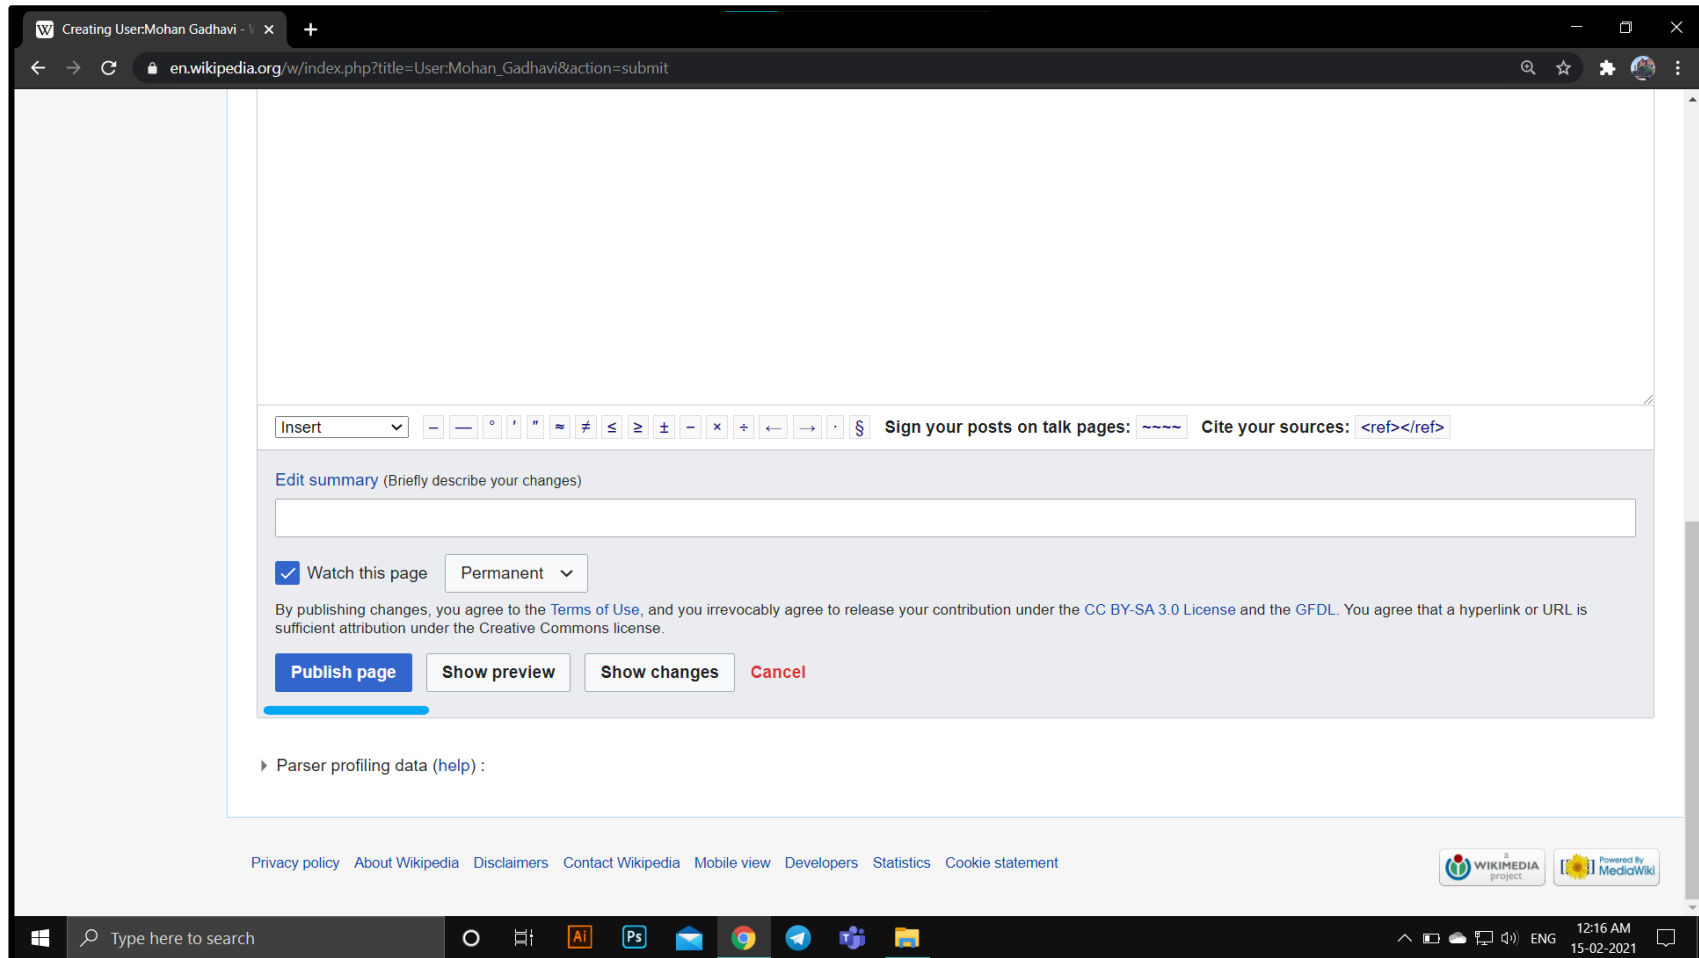 Creating User:Mohan Gadhavi - W
en.wikipedia.org/w/index.php?title=User:Mohan_Gadhavi&action=submit
Insert – — ° ′ ″ ≈ ≠ ≤ ≥ ± − × ÷ ← → · § Sign your posts on talk pages: ~~~~ Cite your sources: <ref></ref>
Edit summary (Briefly describe your changes)
Watch this page Permanent
By publishing changes, you agree to the Terms of Use, and you irrevocably agree to release your contribution under the CC BY-SA 3.0 License and the GFDL. You agree that a hyperlink or URL is
sufficient attribution under the Creative Commons license.
Publish page Show preview Show changes Cancel
Parser profiling data (help) :
Privacy policy About Wikipedia Disclaimers Contact Wikipedia Mobile view Developers Statistics Cookie statement
a
WIKIMEDIA
project
Powered By
MediaWiki
Type here to search
Ai
Ps
ENG
12:16 AM
15-02-2021